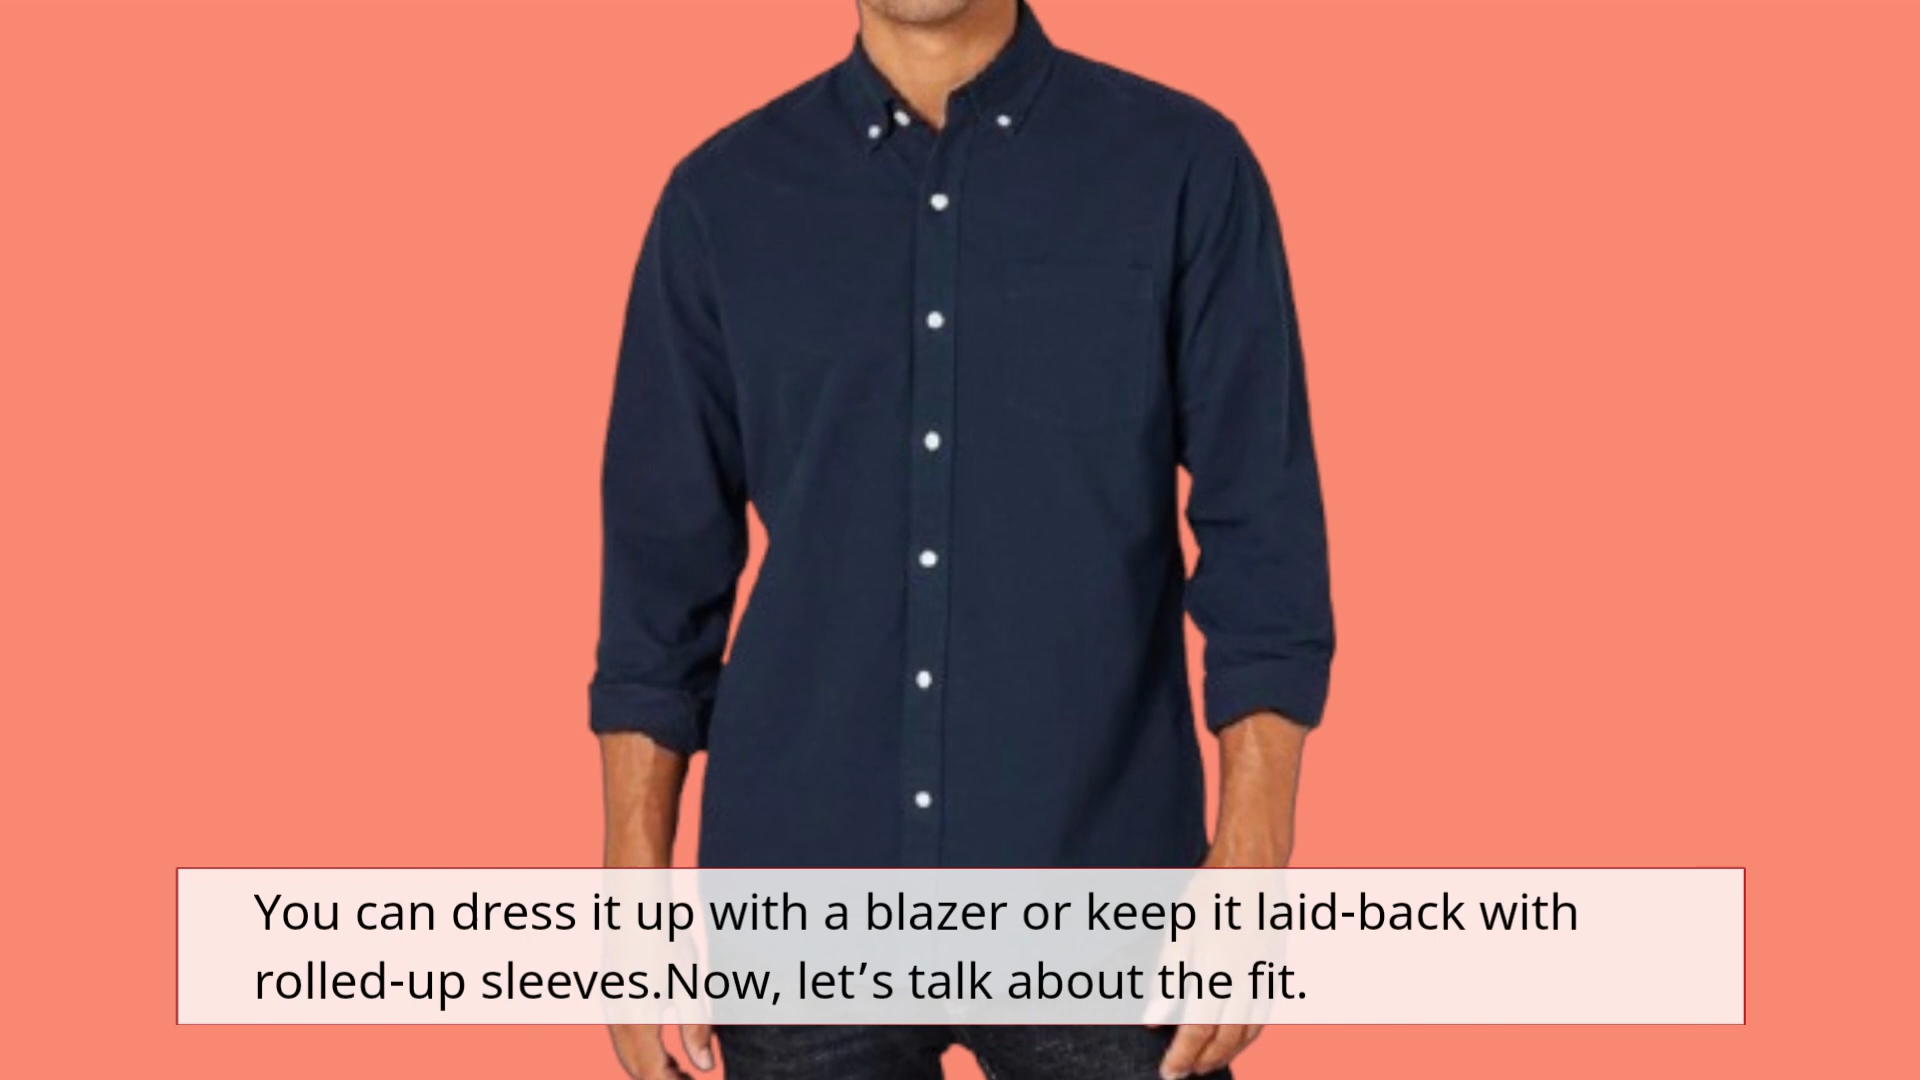 You can dress it up with a blazer or keep it laid-back with
rolled-up sleeves.Now, let’s talk about the fit.